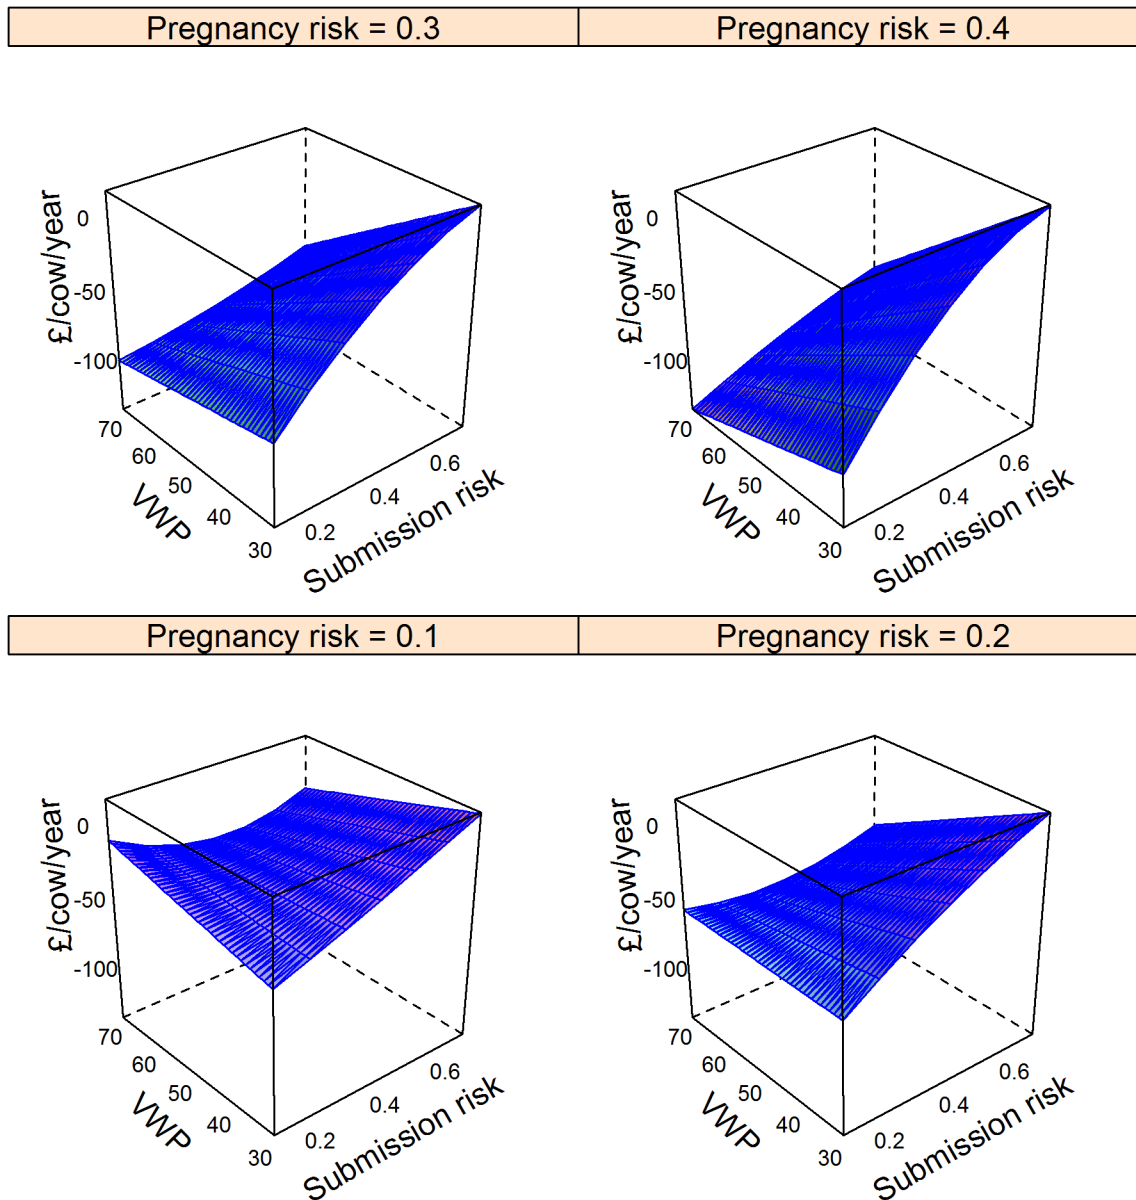 Pregnancy risk = 0.3
£/cow/year
0
-50
-100
70
60
50
40
30
VWP
0.2
0.4
0.6
Submission risk
Pregnancy risk = 0.4
£/cow/year
0
-50
-100
70
60
50
40
30
VWP
0.2
0.4
0.6
Submission risk
Pregnancy risk = 0.1
£/cow/year
0
-50
-100
70
60
50
40
30
VWP
0.2
0.4
0.6
Submission risk
Pregnancy risk = 0.2
£/cow/year
0
-50
-100
70
60
50
40
30
VWP
0.2
0.4
0.6
Submission risk